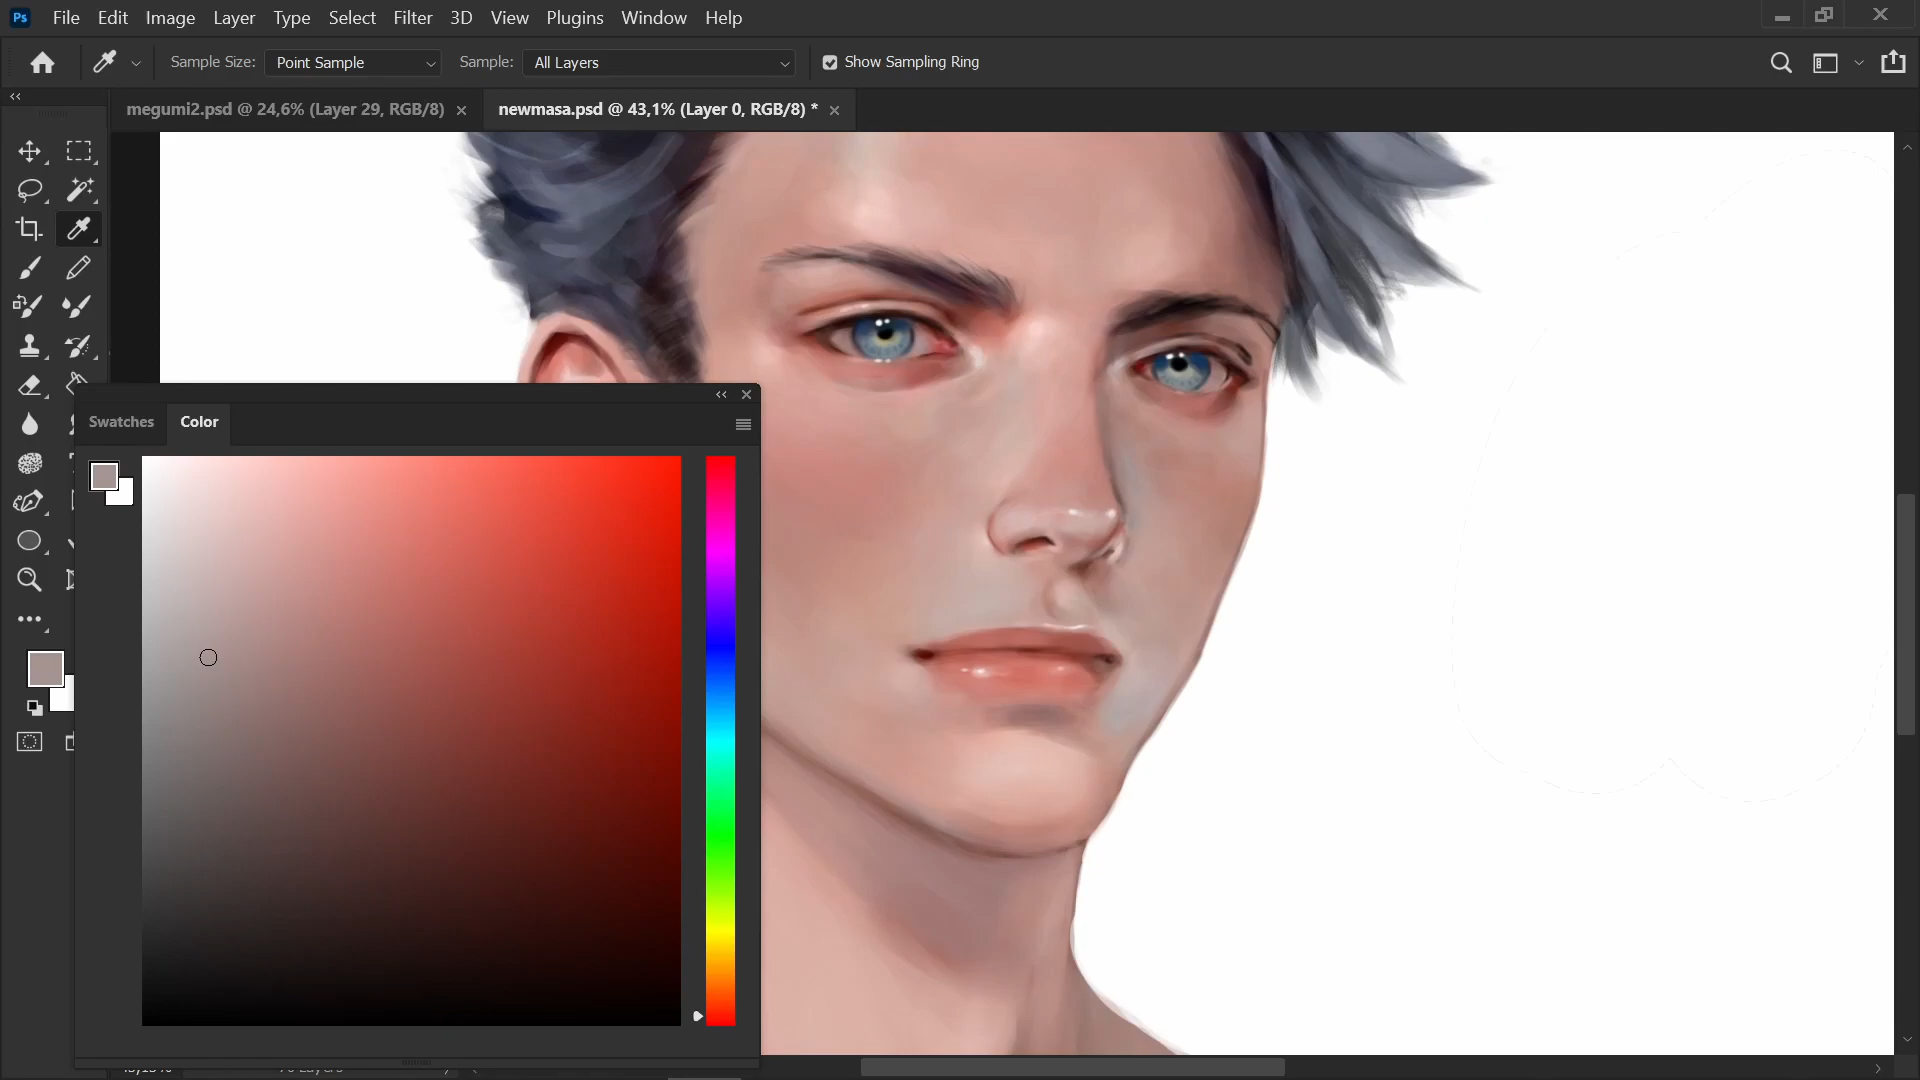 Ps File Edit Image Layer Type Select Filter 3D View Plugins Window Help
Sample Size: Point Sample Sample: All Layers Show Sampling Ring
megumi2.psd @ 24,6% (Layer 29, RGB/8) newmasa.psd @ 43,1% (Layer 0, RGB/8) *
Swatches Color